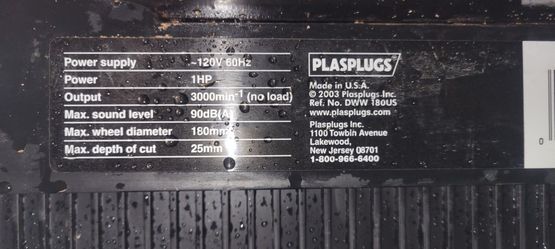 Power supply ~120V 60Hz
Power 1HP
Output 3000min-1 (no load)
Max. sound level 90dB(A)
Max. wheel diameter 180mm
Max. depth of cut 25mm
PLASPLUGS
Made in U.S.A.
© 2003 Plasplugs Inc.
Ref. No. DWW 180US
www.plasplugs.com
Plasplugs Inc.
1100 Towbin Avenue
Lakewood,
New Jersey 08701
1-800-966-6400